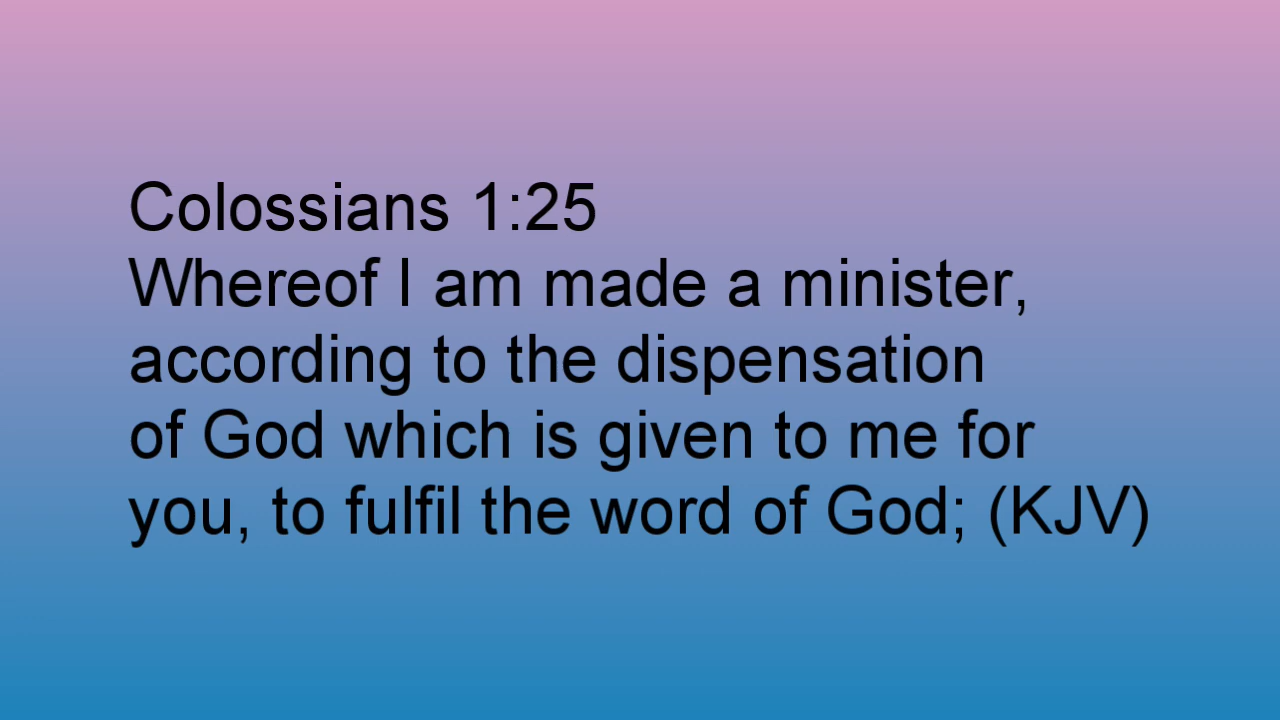 Colossians 1:25
Whereof I am made a minister,
according to the dispensation
of God which is given to me for
you, to fulfil the word of God; (KJV)